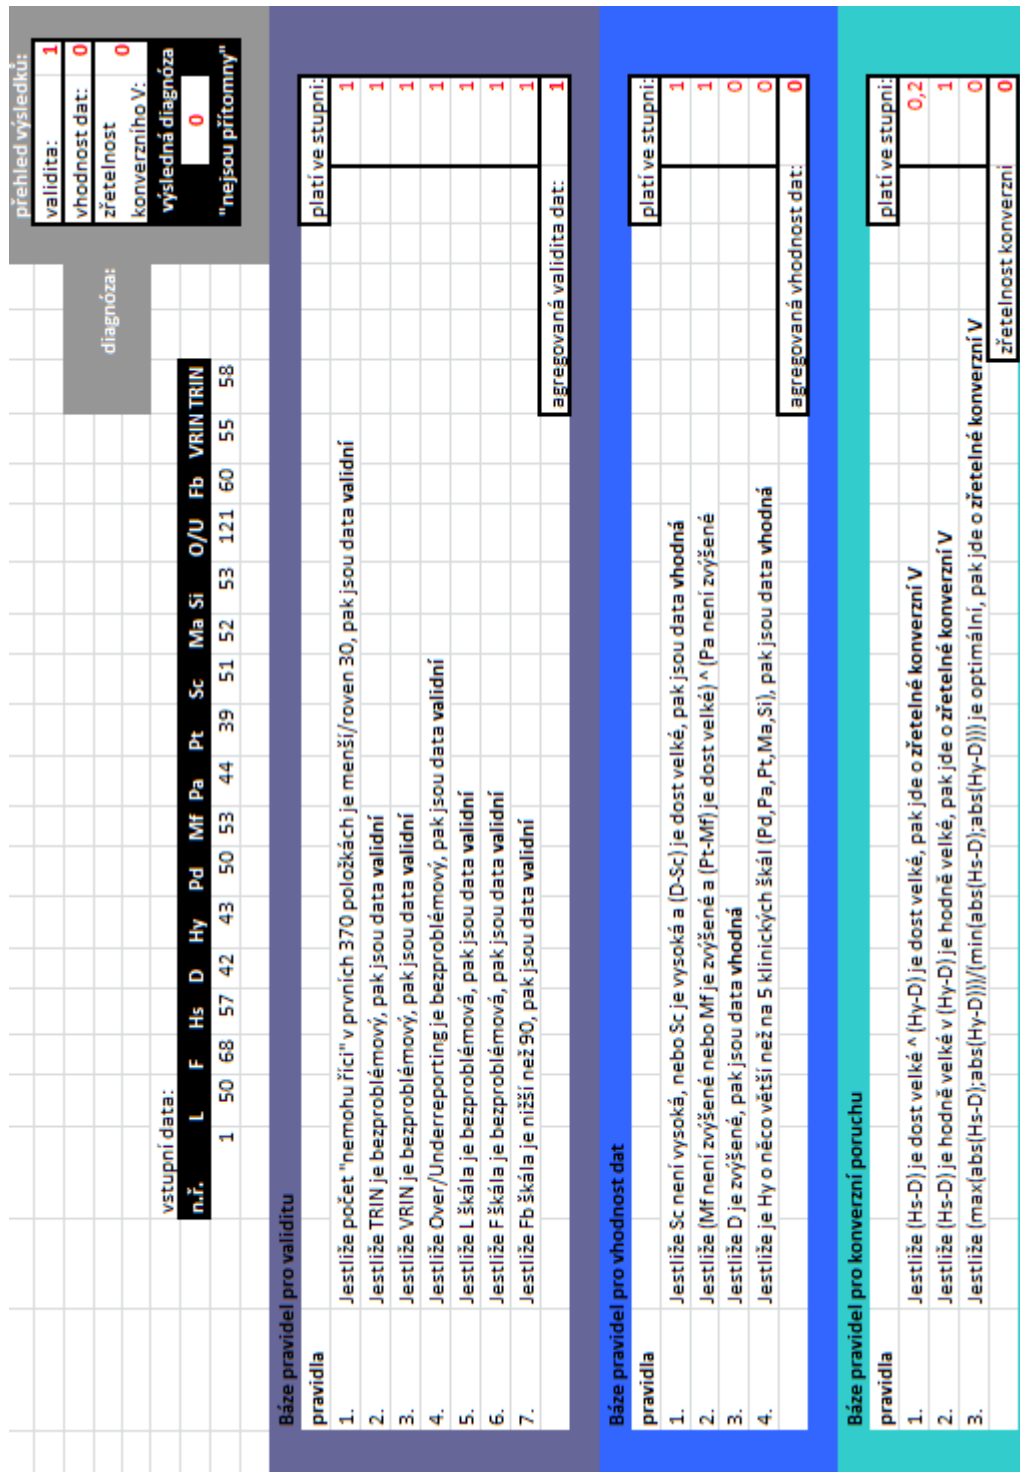 přehled výsledků:
validita: 1
vhodnost dat: 0
zřetelnost
konverzního V: 0
diagnóza:
výsledná diagnóza
0
"nejsou přítomny"
vstupní data:
n.ř. L F Hs D Hy Pd Mf Pa Pt Sc Ma Si O/U Fb VRIN TRIN
1 50 68 57 42 43 50 53 44 39 51 52 53 121 60 55 58
Báze pravidel pro validitu
pravidla platí ve stupni:
1. Jestliže počet "nemohu říci" v prvních 370 položkách je menší/roven 30, pak jsou data validní 1
2. Jestliže TRIN je bezproblémový, pak jsou data validní 1
3. Jestliže VRIN je bezproblémový, pak jsou data validní 1
4. Jestliže Over/Underreporting je bezproblémový, pak jsou data validní 1
5. Jestliže L škála je bezproblémová, pak jsou data validní 1
6. Jestliže F škála je bezproblémová, pak jsou data validní 1
7. Jestliže Fb škála je nižší než 90, pak jsou data validní 1
agregovaná validita dat: 1
Báze pravidel pro vhodnost dat
pravidla platí ve stupni:
1. Jestliže Sc není vysoká, nebo Sc je vysoká a (D-Sc) je dost velké, pak jsou data vhodná 1
2. Jestliže (Mf není zvýšené nebo Mf je zvýšené a (Pt-Mf) je dost velké) ^ (Pa není zvýšené 1
3. Jestliže D je zvýšené, pak jsou data vhodná 0
4. Jestliže je Hy o něco větší než na 5 klinických škál (Pd,Pa,Pt,Ma,Si), pak jsou data vhodná 0
agregovaná vhodnost dat: 0
Báze pravidel pro konverzní poruchu
pravidla platí ve stupni:
1. Jestliže (Hs-D) je dost velké ^ (Hy-D) je dost velké, pak jde o zřetelné konverzní V 0,2
2. Jestliže (Hs-D) je hodně velké v (Hy-D) je hodně velké, pak jde o zřetelné konverzní V 1
3. Jestliže (max(abs(Hs-D);abs(Hy-D)))/(min(abs(Hs-D);abs(Hy-D))) je optimální, pak jde o zřetelné konverzní V 0
zřetelnost konverzní 0